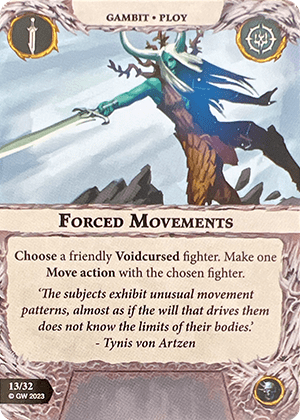 GAMBIT • PLOY
FORCED MOVEMENTS
Choose a friendly Voidcursed fighter. Make one
Move action with the chosen fighter.
'The subjects exhibit unusual movement
patterns, almost as if the will that drives them
does not know the limits of their bodies.'
- Tynis von Artzen
13/32
© GW 2023